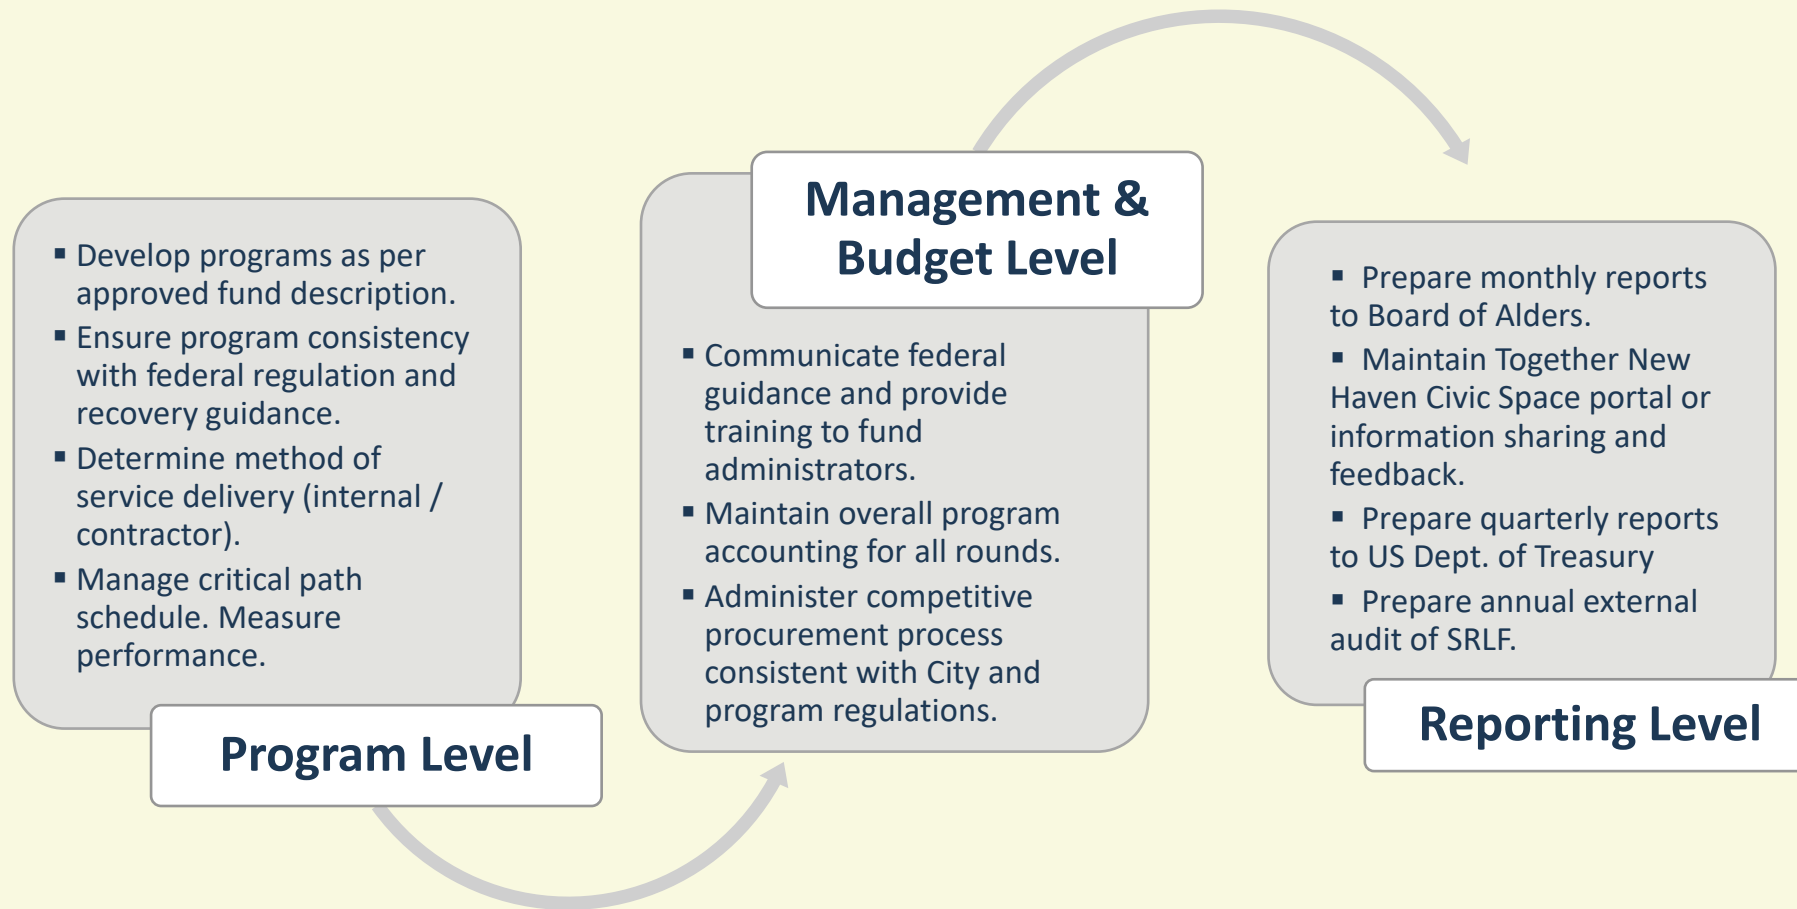 ▪ Develop programs as per
approved fund description.
▪ Ensure program consistency
with federal regulation and
recovery guidance.
▪ Determine method of
service delivery (internal /
contractor).
▪ Manage critical path
schedule. Measure
performance.
Program Level
Management &
Budget Level
▪ Communicate federal
guidance and provide
training to fund
administrators.
▪ Maintain overall program
accounting for all rounds.
▪ Administer competitive
procurement process
consistent with City and
program regulations.
▪ Prepare monthly reports
to Board of Alders.
▪ Maintain Together New
Haven Civic Space portal or
information sharing and
feedback.
▪ Prepare quarterly reports
to US Dept. of Treasury
▪ Prepare annual external
audit of SRLF.
Reporting Level